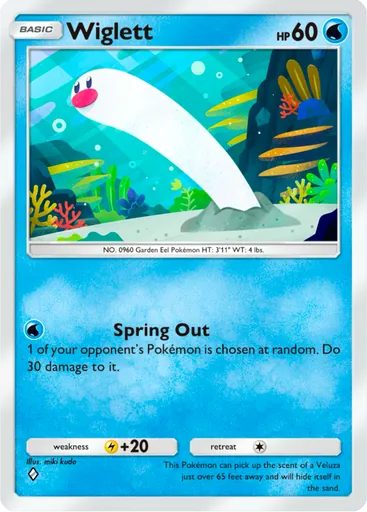 BASIC Wiglett HP 60
NO. 0960 Garden Eel Pokémon HT: 3'11" WT: 4 lbs.
Spring Out
1 of your opponent's Pokémon is chosen at random. Do
30 damage to it.
weakness +20 retreat
Illus. miki kudo
This Pokémon can pick up the scent of a Veluza
just over 65 feet away and will hide itself in
the sand.